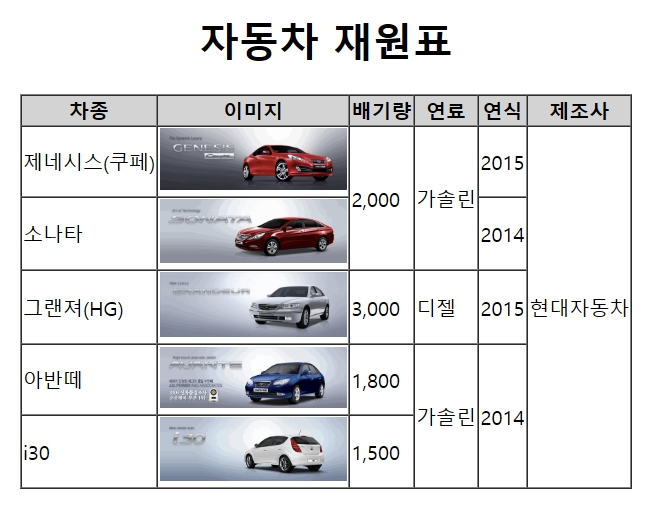 자동차 재원표
차종 이미지 배기량 연료 연식 제조사
제네시스(쿠페) GENESIS Coupe 2,000 가솔린 2015 현대자동차
소나타 SONATA 2014
그랜져(HG) GRANDEUR 3,000 디젤 2015
아반떼 AVANTE 1,800 가솔린 2014
i30 i30 1,500